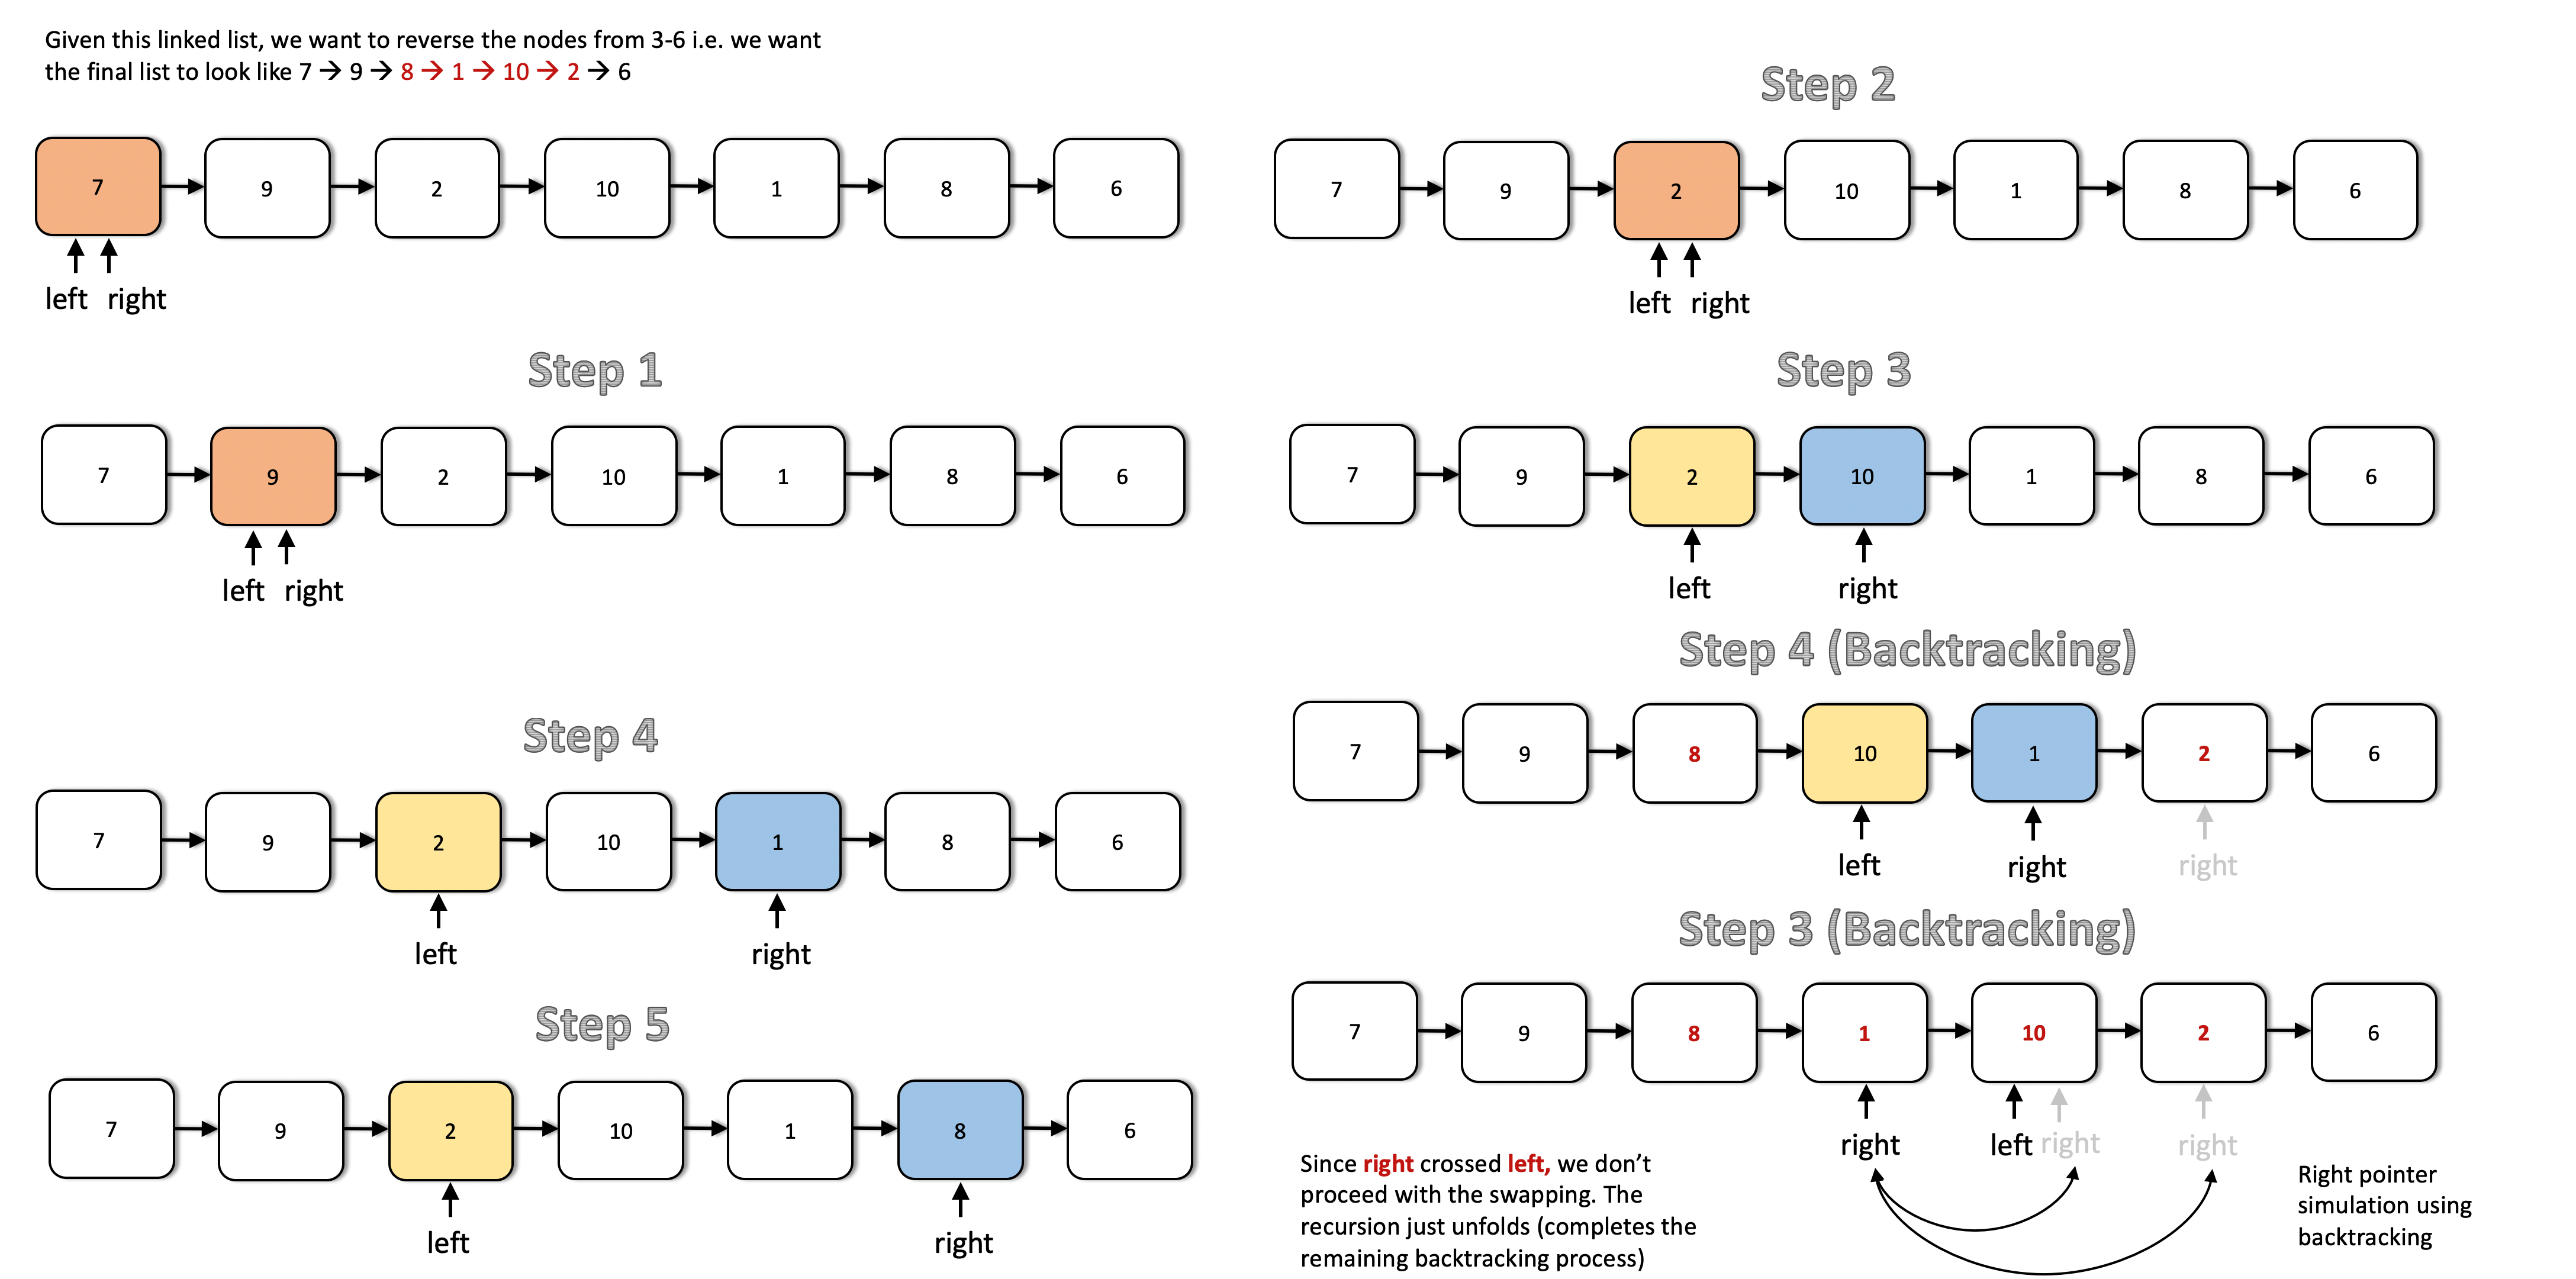 Given this linked list, we want to reverse the nodes from 3-6 i.e. we want
the final list to look like 7 → 9 → 8 → 1 → 10 → 2 → 6
7 9 2 10 1 8 6
left right
Step 1
7 9 2 10 1 8 6
left right
Step 4
7 9 2 10 1 8 6
left right
Step 5
7 9 2 10 1 8 6
left right
Step 2
7 9 2 10 1 8 6
left right
Step 3
7 9 2 10 1 8 6
left right
Step 4 (Backtracking)
7 9 8 10 1 2 6
left right right
Step 3 (Backtracking)
7 9 8 1 10 2 6
right left right right
Since right crossed left, we don’t
proceed with the swapping. The
recursion just unfolds (completes the
remaining backtracking process)
Right pointer
simulation using
backtracking